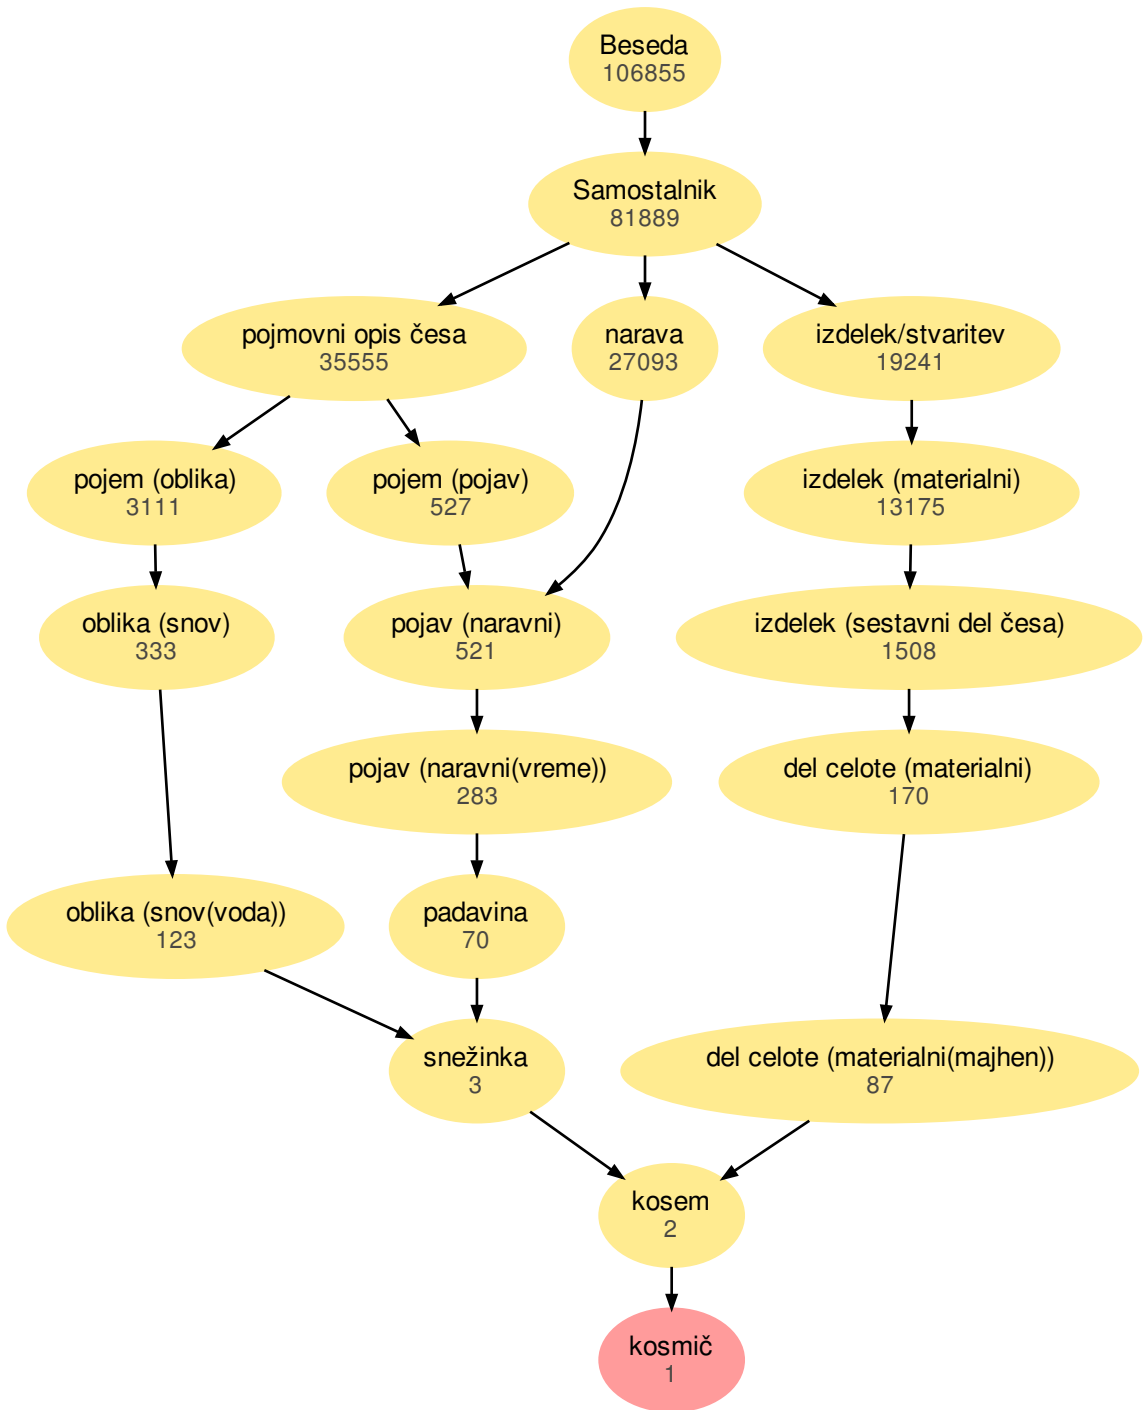 Beseda
106855
Samostalnik
81889
pojmovni opis česa
35555
narava
27093
izdelek/stvaritev
19241
pojem (oblika)
3111
pojem (pojav)
527
izdelek (materialni)
13175
oblika (snov)
333
pojav (naravni)
521
izdelek (sestavni del česa)
1508
pojav (naravni(vreme))
283
del celote (materialni)
170
oblika (snov(voda))
123
padavina
70
snežinka
3
del celote (materialni(majhen))
87
kosem
2
kosmič
1